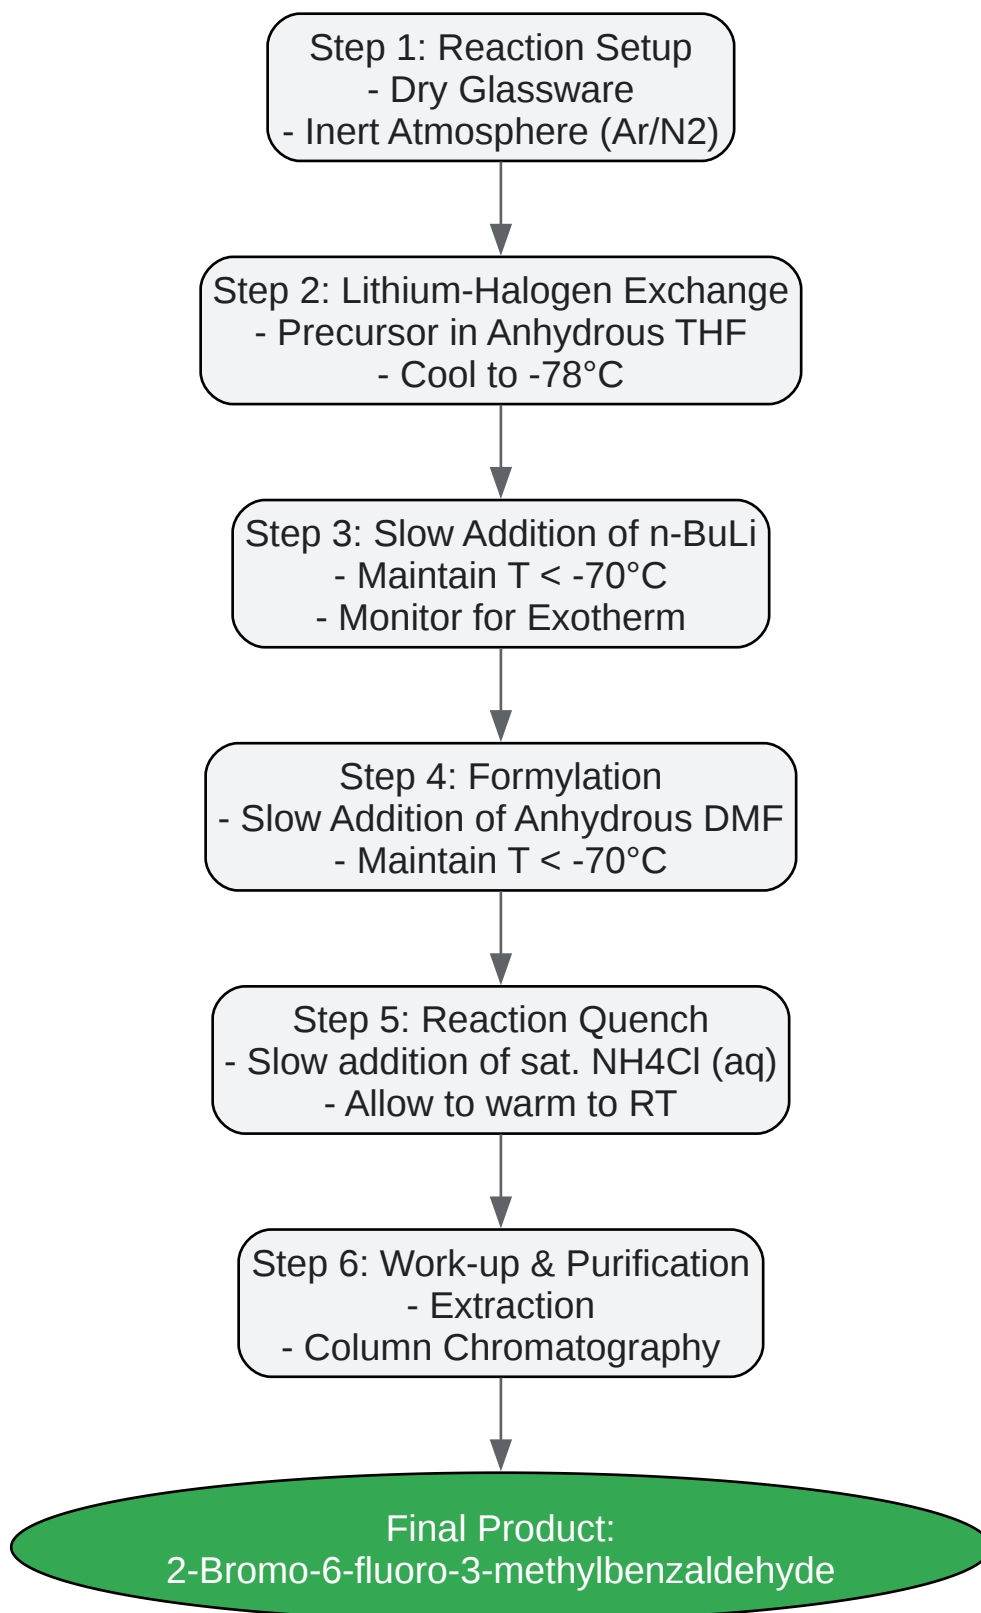 Step 1: Reaction Setup
- Dry Glassware
- Inert Atmosphere (Ar/N2)
Step 2: Lithium-Halogen Exchange
- Precursor in Anhydrous THF
- Cool to -78°C
Step 3: Slow Addition of n-BuLi
- Maintain T < -70°C
- Monitor for Exotherm
Step 4: Formylation
- Slow Addition of Anhydrous DMF
- Maintain T < -70°C
Step 5: Reaction Quench
- Slow addition of sat. NH4Cl (aq)
- Allow to warm to RT
Step 6: Work-up & Purification
- Extraction
- Column Chromatography
Final Product:
2-Bromo-6-fluoro-3-methylbenzaldehyde